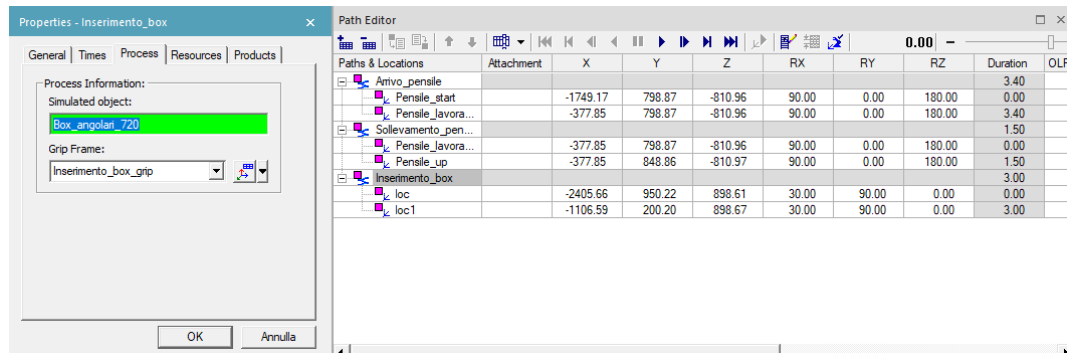 Properties - Inserimento_box
General Times Process Resources Products
Process Information:
Simulated object:
Box_angolari_720
Grip Frame:
Inserimento_box_grip
OK Annulla
Path Editor
0.00
Paths & Locations Attachment X Y Z RX RY RZ Duration OLP
Arrivo_pensile 3.40
Pensile_start -1749.17 798.87 -810.96 90.00 0.00 180.00 0.00
Pensile_lavora... -377.85 798.87 -810.96 90.00 0.00 180.00 3.40
Sollevamento_pen... 1.50
Pensile_lavora... -377.85 798.87 -810.96 90.00 0.00 180.00 0.00
Pensile_up -377.85 848.86 -810.97 90.00 0.00 180.00 1.50
Inserimento_box 3.00
loc -2405.66 950.22 898.61 30.00 90.00 0.00 0.00
loc1 -1106.59 200.20 898.67 30.00 90.00 0.00 3.00